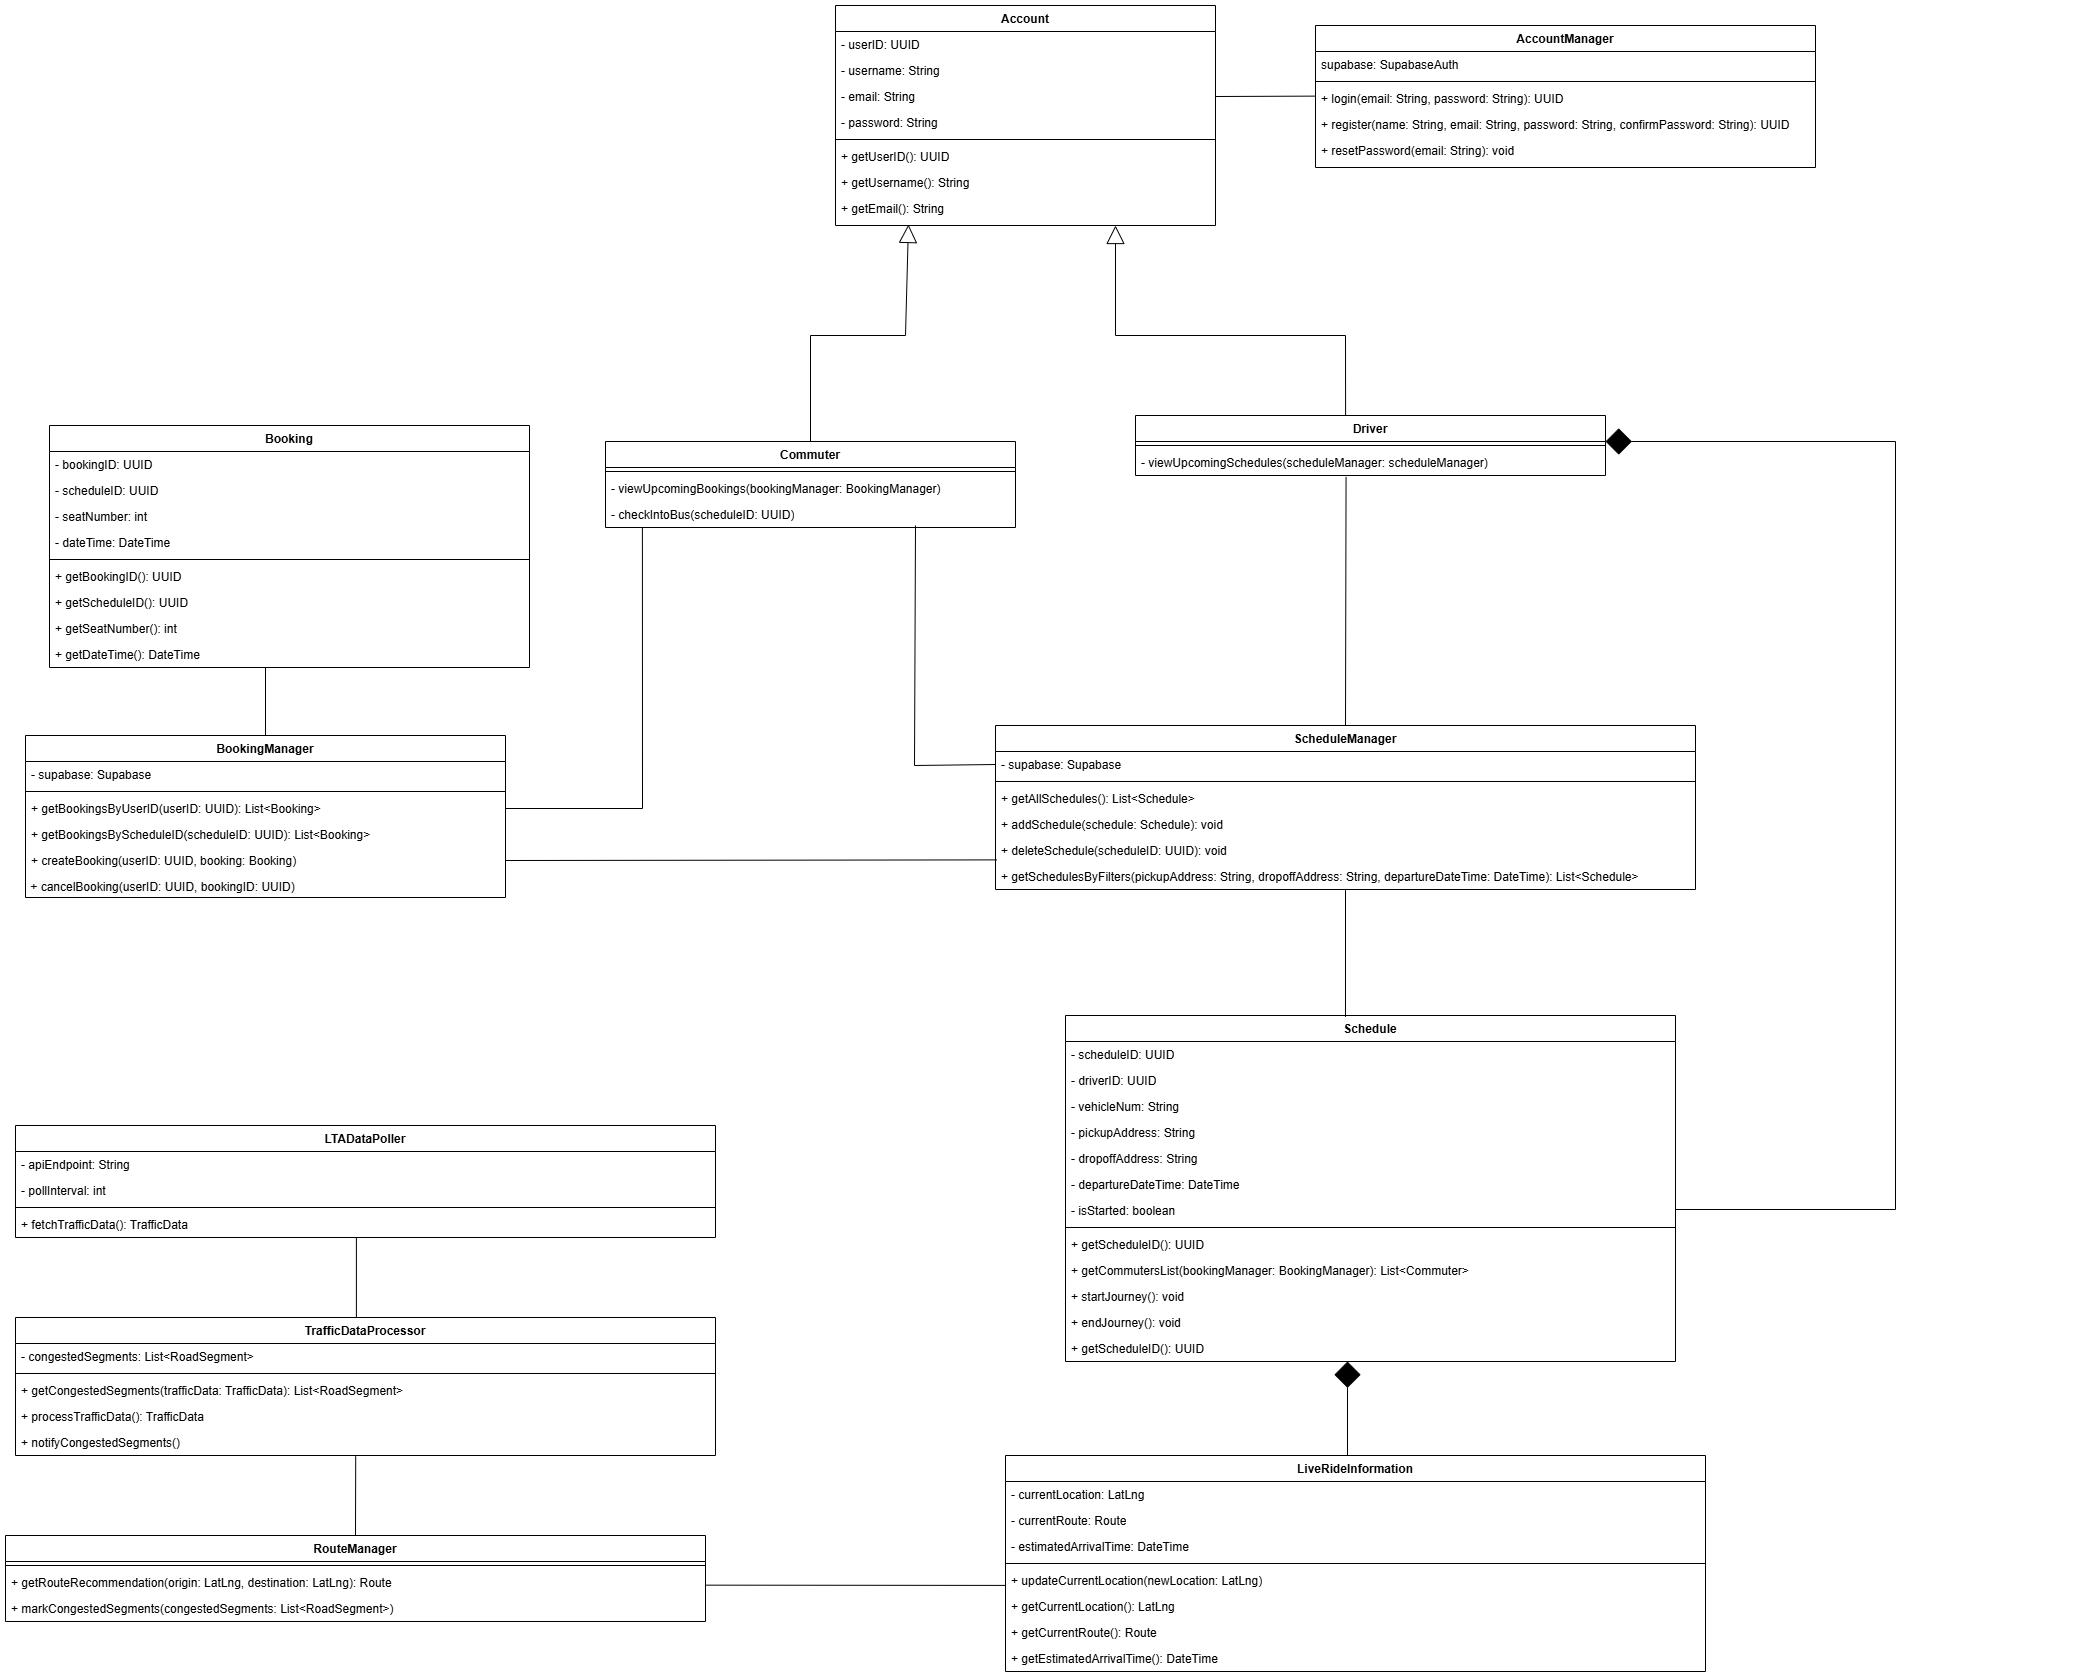 Account
- userID: UUID
- username: String
- email: String
- password: String
+ getUserID(): UUID
+ getUsername(): String
+ getEmail(): String
AccountManager
supabase: SupabaseAuth
+ login(email: String, password: String): UUID
+ register(name: String, email: String, password: String, confirmPassword: String): UUID
+ resetPassword(email: String): void
Booking
- bookingID: UUID
- scheduleID: UUID
- seatNumber: int
- dateTime: DateTime
+ getBookingID(): UUID
+ getScheduleID(): UUID
+ getSeatNumber(): int
+ getDateTime(): DateTime
Commuter
- viewUpcomingBookings(bookingManager: BookingManager)
- checkIntoBus(scheduleID: UUID)
Driver
- viewUpcomingSchedules(scheduleManager: scheduleManager)
BookingManager
- supabase: Supabase
+ getBookingsByUserID(userID: UUID): List<Booking>
+ getBookingsByScheduleID(scheduleID: UUID): List<Booking>
+ createBooking(userID: UUID, booking: Booking)
+ cancelBooking(userID: UUID, bookingID: UUID)
ScheduleManager
- supabase: Supabase
+ getAllSchedules(): List<Schedule>
+ addSchedule(schedule: Schedule): void
+ deleteSchedule(scheduleID: UUID): void
+ getSchedulesByFilters(pickupAddress: String, dropoffAddress: String, departureDateTime: DateTime): List<Schedule>
Schedule
- scheduleID: UUID
- driverID: UUID
- vehicleNum: String
- pickupAddress: String
- dropoffAddress: String
- departureDateTime: DateTime
- isStarted: boolean
+ getScheduleID(): UUID
+ getCommutersList(bookingManager: BookingManager): List<Commuter>
+ startJourney(): void
+ endJourney(): void
+ getScheduleID(): UUID
LTADataPoller
- apiEndpoint: String
- pollInterval: int
+ fetchTrafficData(): TrafficData
TrafficDataProcessor
- congestedSegments: List<RoadSegment>
+ getCongestedSegments(trafficData: TrafficData): List<RoadSegment>
+ processTrafficData(): TrafficData
+ notifyCongestedSegments()
RouteManager
+ getRouteRecommendation(origin: LatLng, destination: LatLng): Route
+ markCongestedSegments(congestedSegments: List<RoadSegment>)
LiveRideInformation
- currentLocation: LatLng
- currentRoute: Route
- estimatedArrivalTime: DateTime
+ updateCurrentLocation(newLocation: LatLng)
+ getCurrentLocation(): LatLng
+ getCurrentRoute(): Route
+ getEstimatedArrivalTime(): DateTime